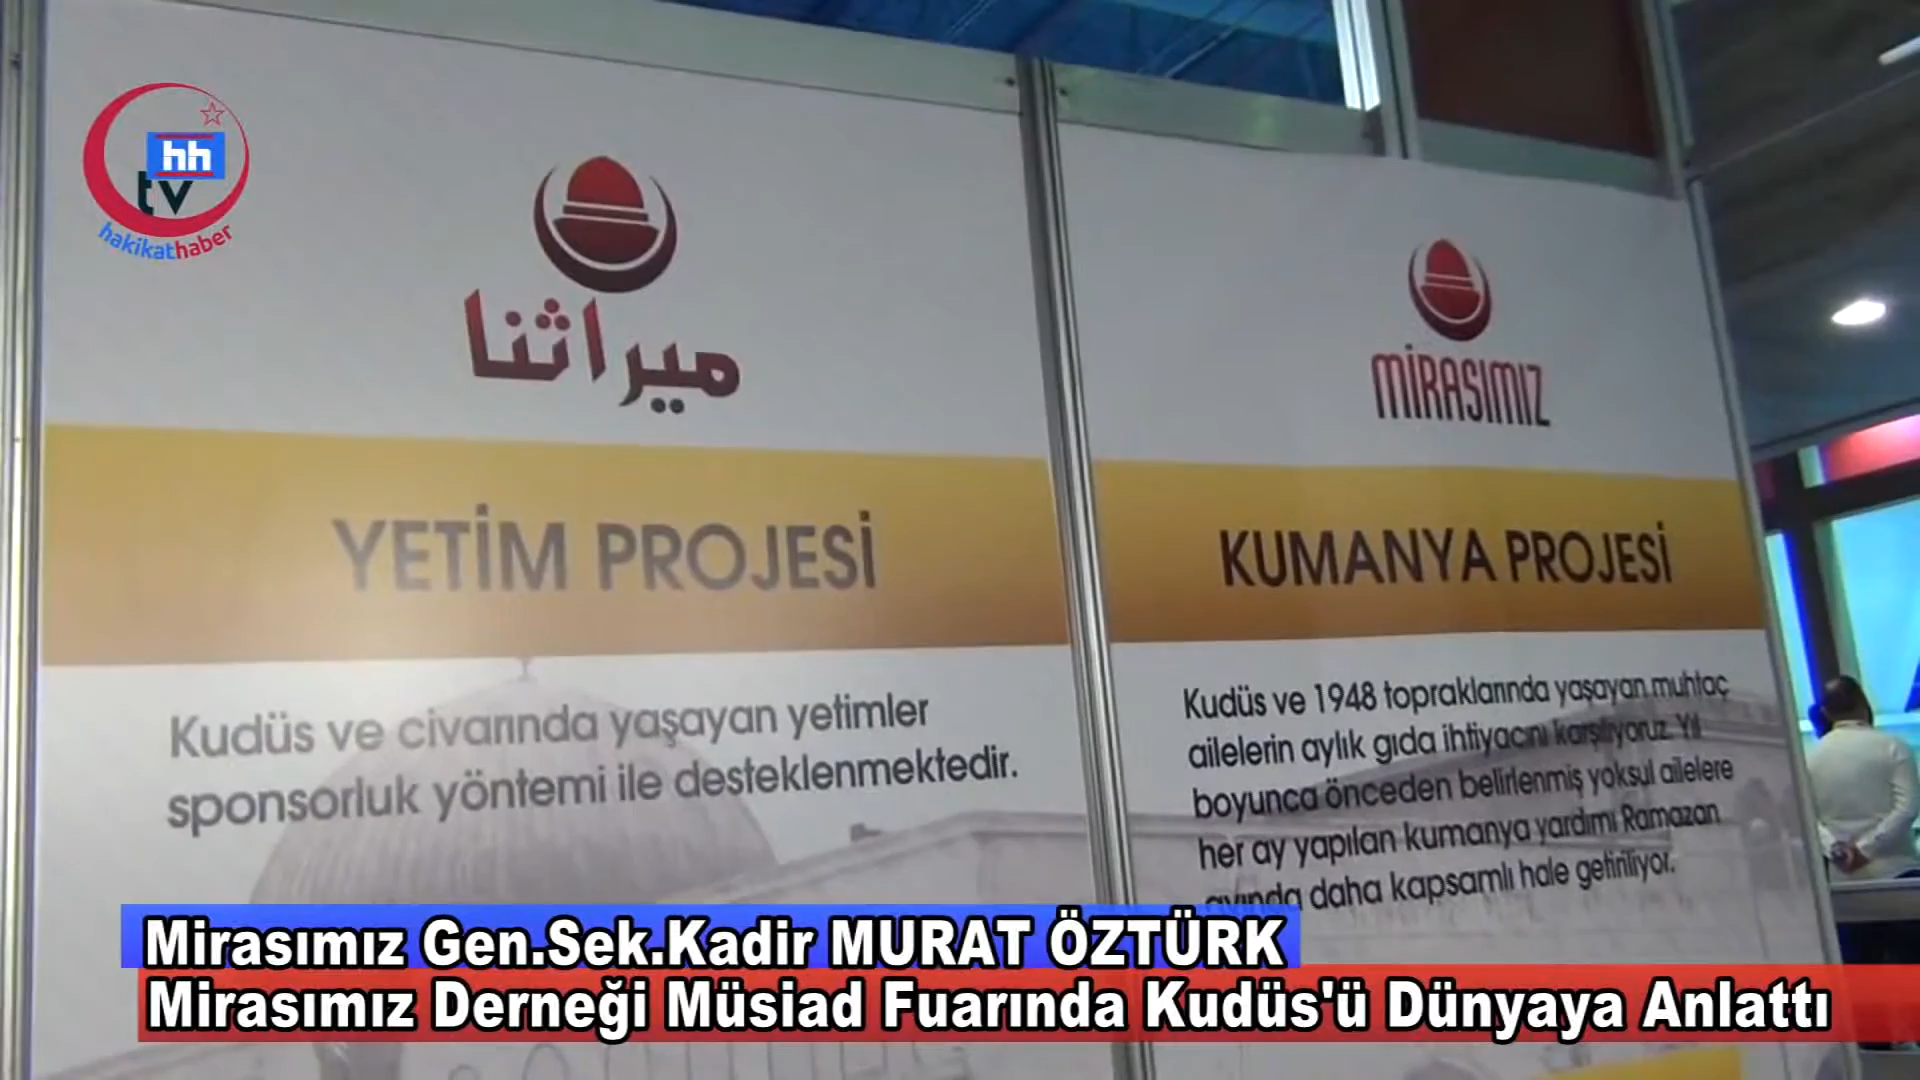 hh
tv
hakikathaber
ميراثنا
MİRASIMIZ
YETİM PROJESİ
KUMANYA PROJESİ
Kudüs ve civarında yaşayan yetimler
sponsorluk yöntemi ile desteklenmektedir.
Kudüs ve 1948 topraklarında yaşayan muhtaç
ailelerin aylık gıda ihtiyacını karşılıyoruz. Yıl
boyunca önceden belirlenmiş yoksul ailelere
her ay yapılan kumanya yardımı Ramazan
ayında daha kapsamlı hale getiriliyor.
Mirasımız Gen.Sek.Kadir MURAT ÖZTÜRK
Mirasımız Derneği Müsiad Fuarında Kudüs'ü Dünyaya Anlattı